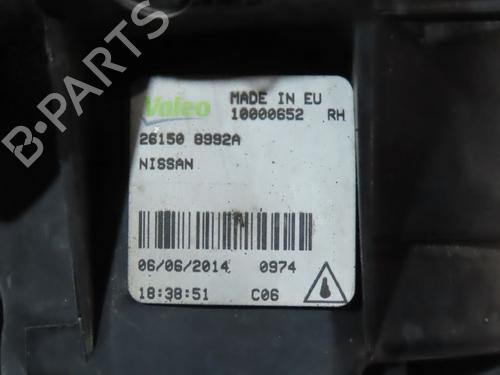 Valeo MADE IN EU
10000652 RH
26150 8992A
NISSAN
06/06/2014 0974
18:38:51 C06
B PARTS